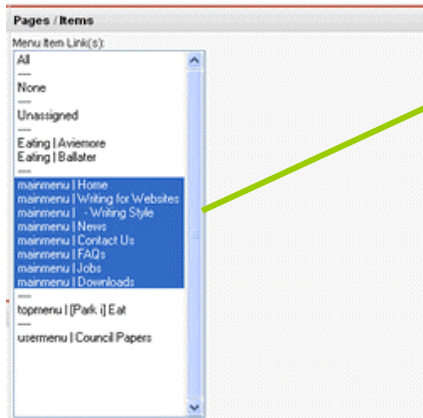 Pages / Items
Menu Item Link(s):
All
----
None
----
Unassigned
----
Eating | Aviemore
Eating | Ballater
----
mainmenu | Home
mainmenu | Writing for Websites
mainmenu |   - Writing Style
mainmenu | News
mainmenu | Contact Us
mainmenu | FAQs
mainmenu | Jobs
mainmenu | Downloads
----
topmenu | [Park i] Eat
----
usermenu | Council Papers